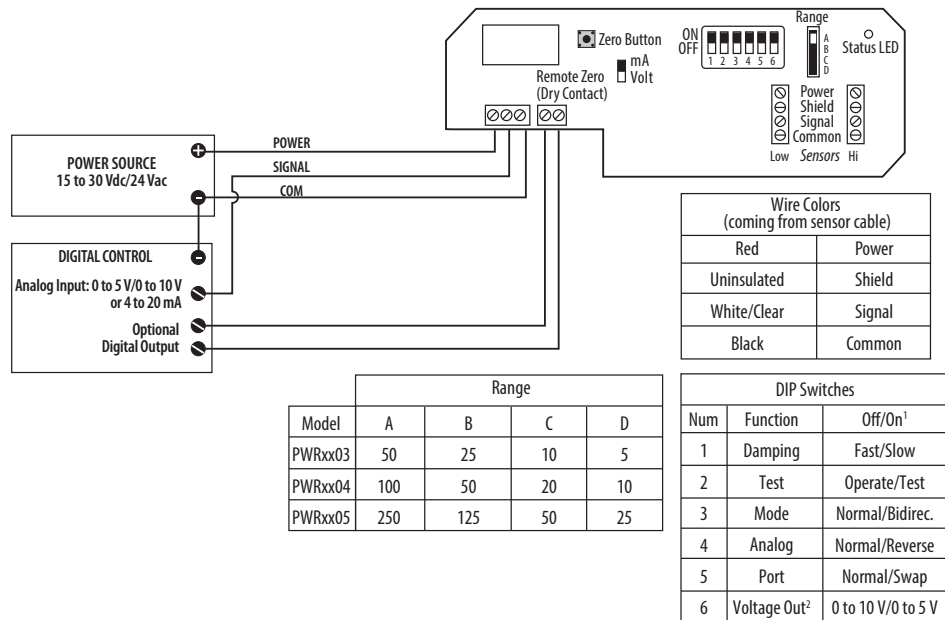 Range
ON
OFF
1 2 3 4 5 6
A
B
C
D
Status LED
Zero Button
mA
Volt
Remote Zero
(Dry Contact)
Power
Shield
Signal
Common
Low Sensors Hi
POWER SOURCE
15 to 30 Vdc/24 Vac
POWER
SIGNAL
COM
DIGITAL CONTROL
Analog Input: 0 to 5 V/0 to 10 V
or 4 to 20 mA
Optional
Digital Output
Wire Colors
(coming from sensor cable)
Red Power
Uninsulated Shield
White/Clear Signal
Black Common
Range
Model A B C D
PWRxx03 50 25 10 5
PWRxx04 100 50 20 10
PWRxx05 250 125 50 25
DIP Switches
Num Function Off/On¹
1 Damping Fast/Slow
2 Test Operate/Test
3 Mode Normal/Bidirec.
4 Analog Normal/Reverse
5 Port Normal/Swap
6 Voltage Out² 0 to 10 V/0 to 5 V